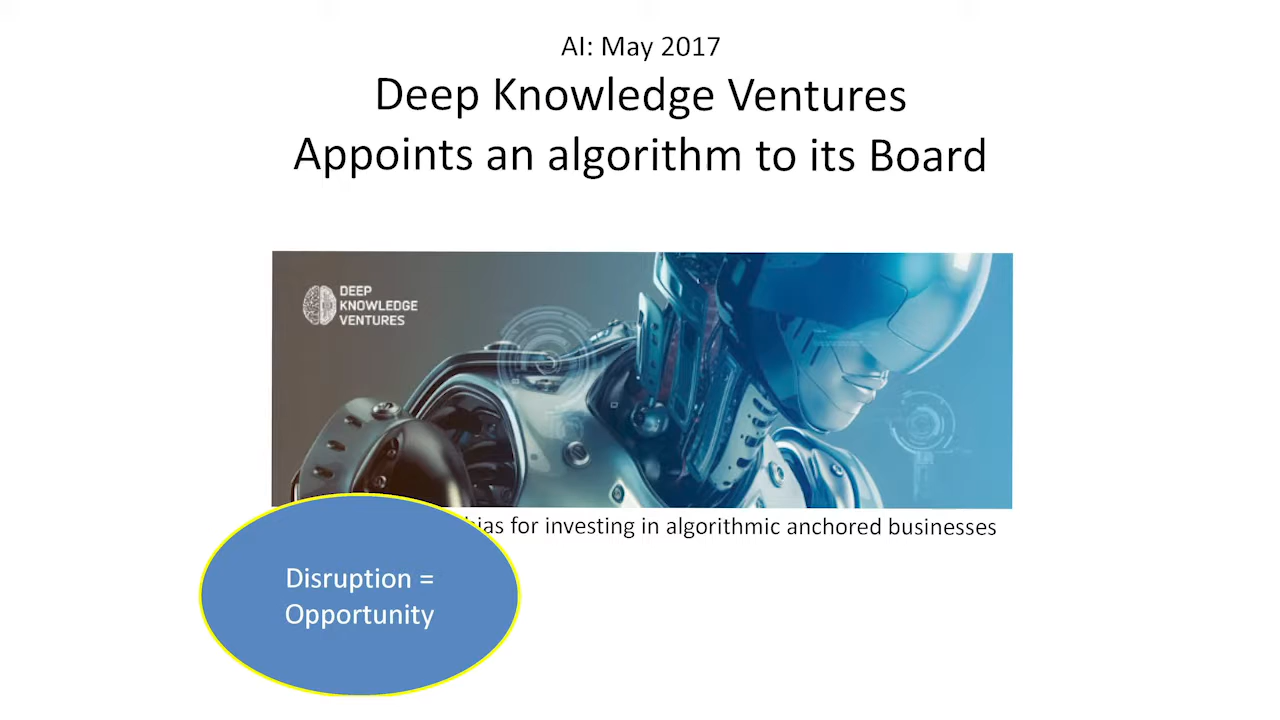 AI: May 2017
Deep Knowledge Ventures
Appoints an algorithm to its Board
DEEP
KNOWLEDGE
VENTURES
bias for investing in algorithmic anchored businesses
Disruption =
Opportunity